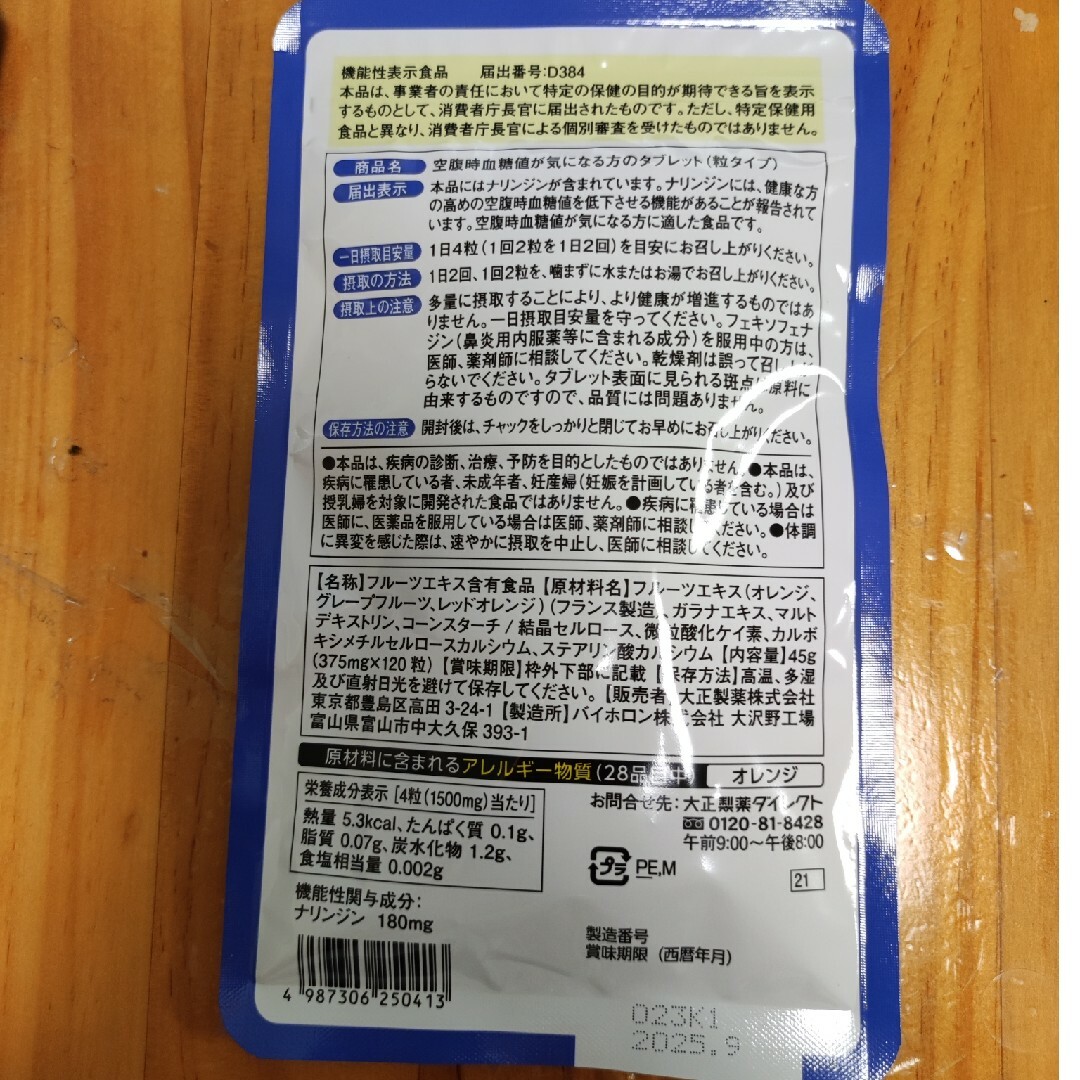 機能性表示食品 届出番号:D384
本品は、事業者の責任において特定の保健の目的が期待できる旨を表示
するものとして、消費者庁長官に届出されたものです。ただし、特定保健用
食品と異なり、消費者庁長官による個別審査を受けたものではありません。
商品名 空腹時血糖値が気になる方のタブレット(粒タイプ)
届出表示 本品にはナリンジンが含まれています。ナリンジンには、健康な方
の高めの空腹時血糖値を低下させる機能があることが報告されて
います。空腹時血糖値が気になる方に適した食品です。
一日摂取目安量 1日4粒(1回2粒を1日2回)を目安にお召し上がりください。
摂取の方法 1日2回、1回2粒を、噛まずに水またはお湯でお召し上がりください。
摂取上の注意 多量に摂取することにより、より健康が増進するものではあ
りません。一日摂取目安量を守ってください。フェキソフェナ
ジン(鼻炎用内服薬等に含まれる成分)を服用中の方は、
医師、薬剤師に相談してください。乾燥剤は誤って召し上が
らないでください。タブレット表面に見られる斑点は原料に
由来するものですので、品質には問題ありません。
保存方法の注意 開封後は、チャックをしっかりと閉じてお早めにお召し上がりください。
●本品は、疾病の診断、治療、予防を目的としたものではありません。●本品は、
疾病に罹患している者、未成年者、妊産婦(妊娠を計画している者を含む。)及び
授乳婦を対象に開発された食品ではありません。●疾病に罹患している場合は
医師に、医薬品を服用している場合は医師、薬剤師に相談してください。●体調
に異変を感じた際は、速やかに摂取を中止し、医師に相談してください。
【名称】フルーツエキス含有食品【原材料名】フルーツエキス(オレンジ、
グレープフルーツ、レッドオレンジ)(フランス製造)、ガラナエキス、マルト
デキストリン、コーンスターチ/結晶セルロース、微粒酸化ケイ素、カルボ
キシメチルセルロースカルシウム、ステアリン酸カルシウム【内容量】45g
(375mg×120粒)【賞味期限】枠外下部に記載【保存方法】高温、多湿
及び直射日光を避けて保存してください。【販売者】大正製薬株式会社
東京都豊島区高田3-24-1【製造所】バイホロン株式会社 大沢野工場
富山県富山市中大久保393-1
原材料に含まれるアレルギー物質(28品目中) オレンジ
栄養成分表示[4粒(1500mg)当たり]
熱量 5.3kcal、たんぱく質 0.1g、
脂質 0.07g、炭水化物 1.2g、
食塩相当量 0.002g
機能性関与成分:
ナリンジン 180mg
お問合せ先:大正製薬ダイレクト
0120-81-8428
午前9:00~午後8:00
プラ PE,M
21
製造番号
賞味期限(西暦年月)
4 987306 250413
023K1
2025.9